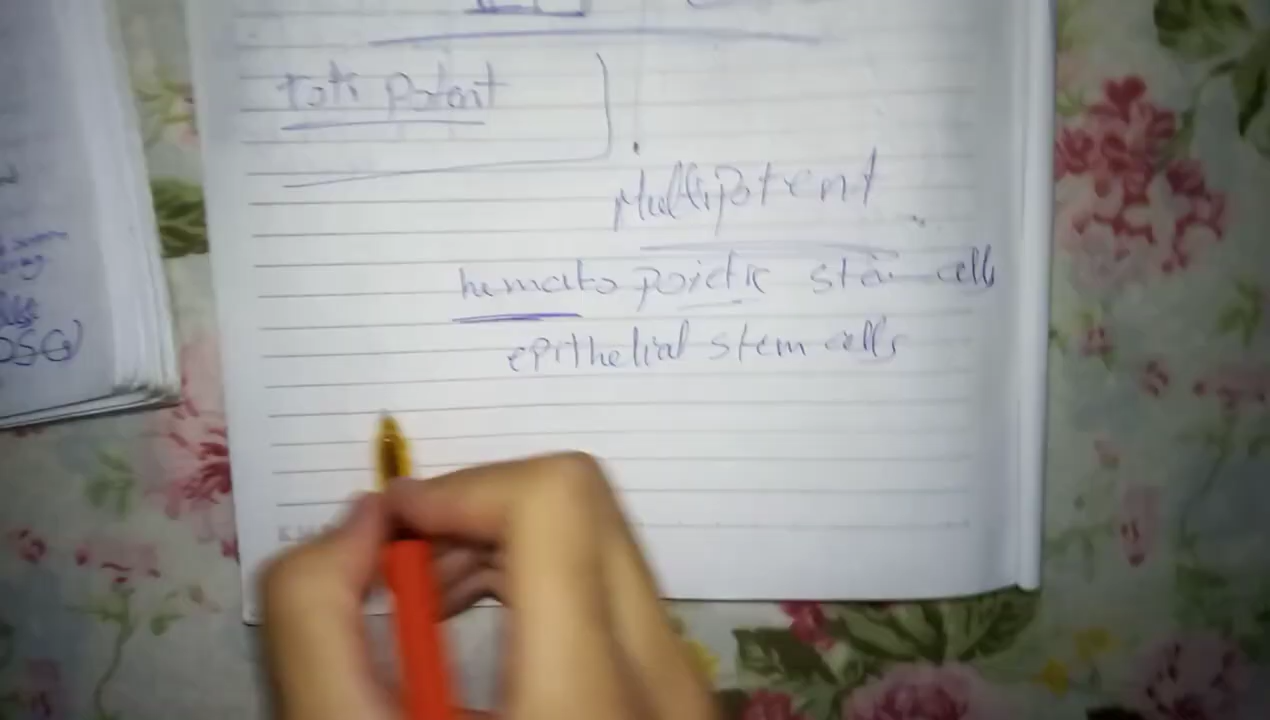 toti potent
Multipotent
hemato poietic stem cells
epithelial stem cells